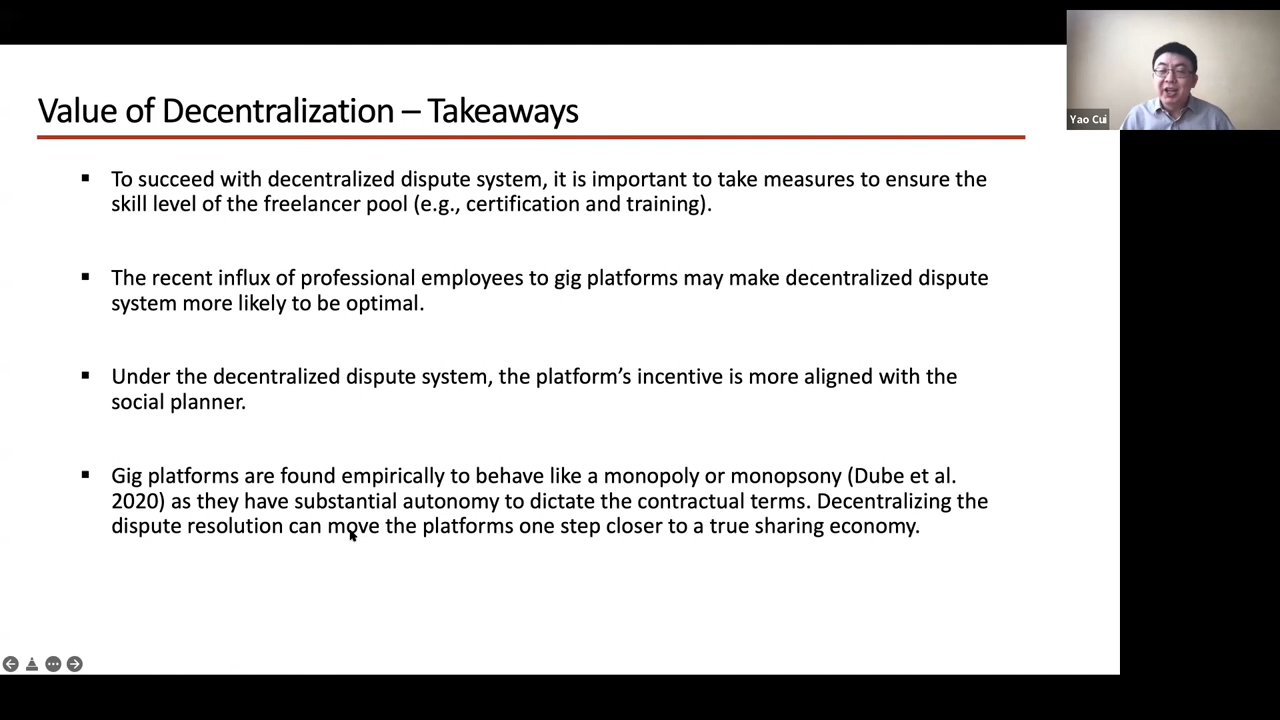 Value of Decentralization – Takeaways
Yao Cui
▪ To succeed with decentralized dispute system, it is important to take measures to ensure the
skill level of the freelancer pool (e.g., certification and training).
▪ The recent influx of professional employees to gig platforms may make decentralized dispute
system more likely to be optimal.
▪ Under the decentralized dispute system, the platform’s incentive is more aligned with the
social planner.
▪ Gig platforms are found empirically to behave like a monopoly or monopsony (Dube et al.
2020) as they have substantial autonomy to dictate the contractual terms. Decentralizing the
dispute resolution can move the platforms one step closer to a true sharing economy.